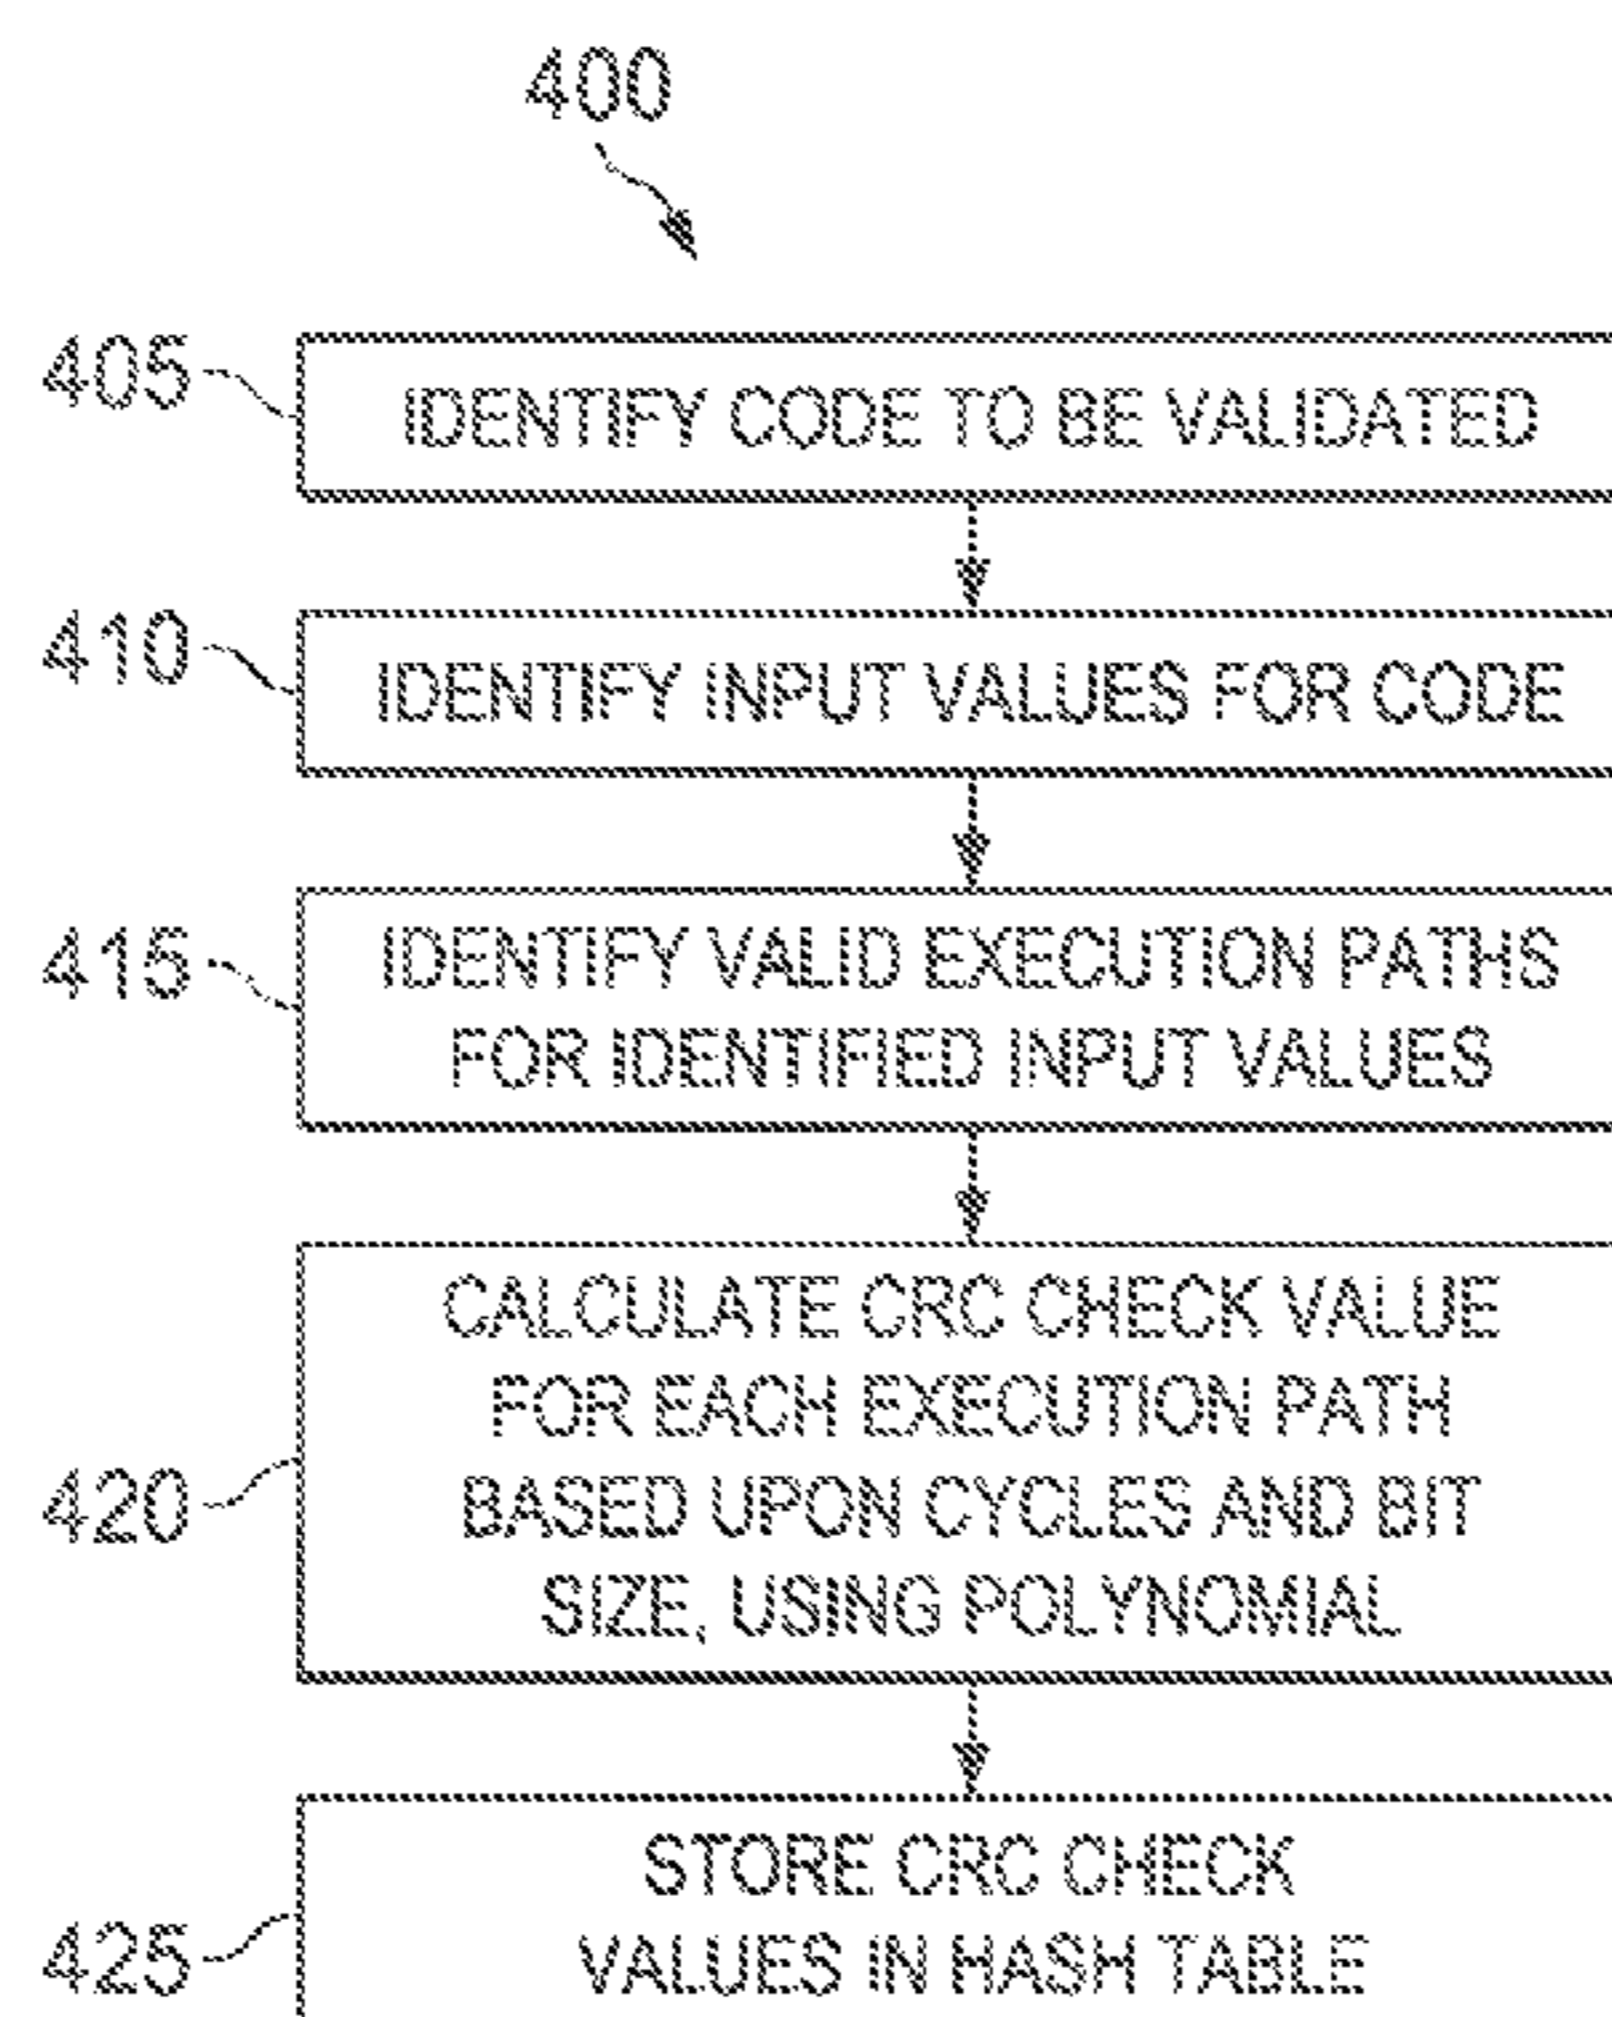 400
405
IDENTIFY CODE TO BE VALIDATED
410
IDENTIFY INPUT VALUES FOR CODE
415
IDENTIFY VALID EXECUTION PATHS
FOR IDENTIFIED INPUT VALUES
420
CALCULATE CRC CHECK VALUE
FOR EACH EXECUTION PATH
BASED UPON CYCLES AND BIT
SIZE, USING POLYNOMIAL
425
STORE CRC CHECK
VALUES IN HASH TABLE